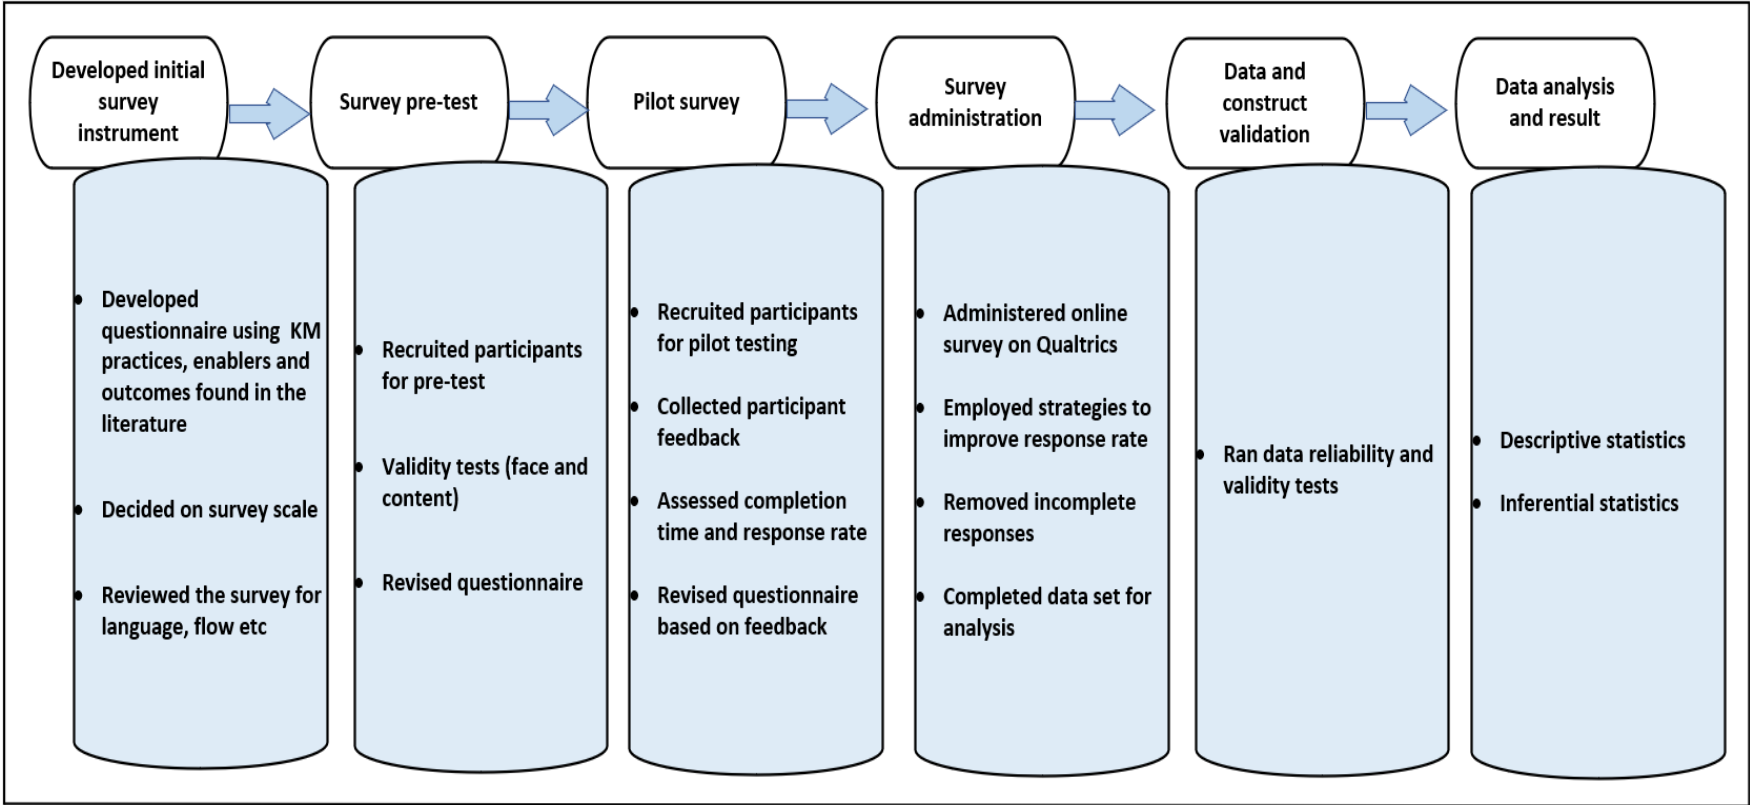 Developed initial
survey
instrument
Survey pre-test
Pilot survey
Survey
administration
Data and
construct
validation
Data analysis
and result
• Developed
questionnaire using  KM
practices, enablers and
outcomes found in the
literature
• Decided on survey scale
• Reviewed the survey for
language, flow etc
• Recruited participants
for pre-test
• Validity tests (face and
content)
• Revised questionnaire
• Recruited participants
for pilot testing
• Collected participant
feedback
• Assessed completion
time and response rate
• Revised questionnaire
based on feedback
• Administered online
survey on Qualtrics
• Employed strategies to
improve response rate
• Removed incomplete
responses
• Completed data set for
analysis
• Ran data reliability and
validity tests
• Descriptive statistics
• Inferential statistics